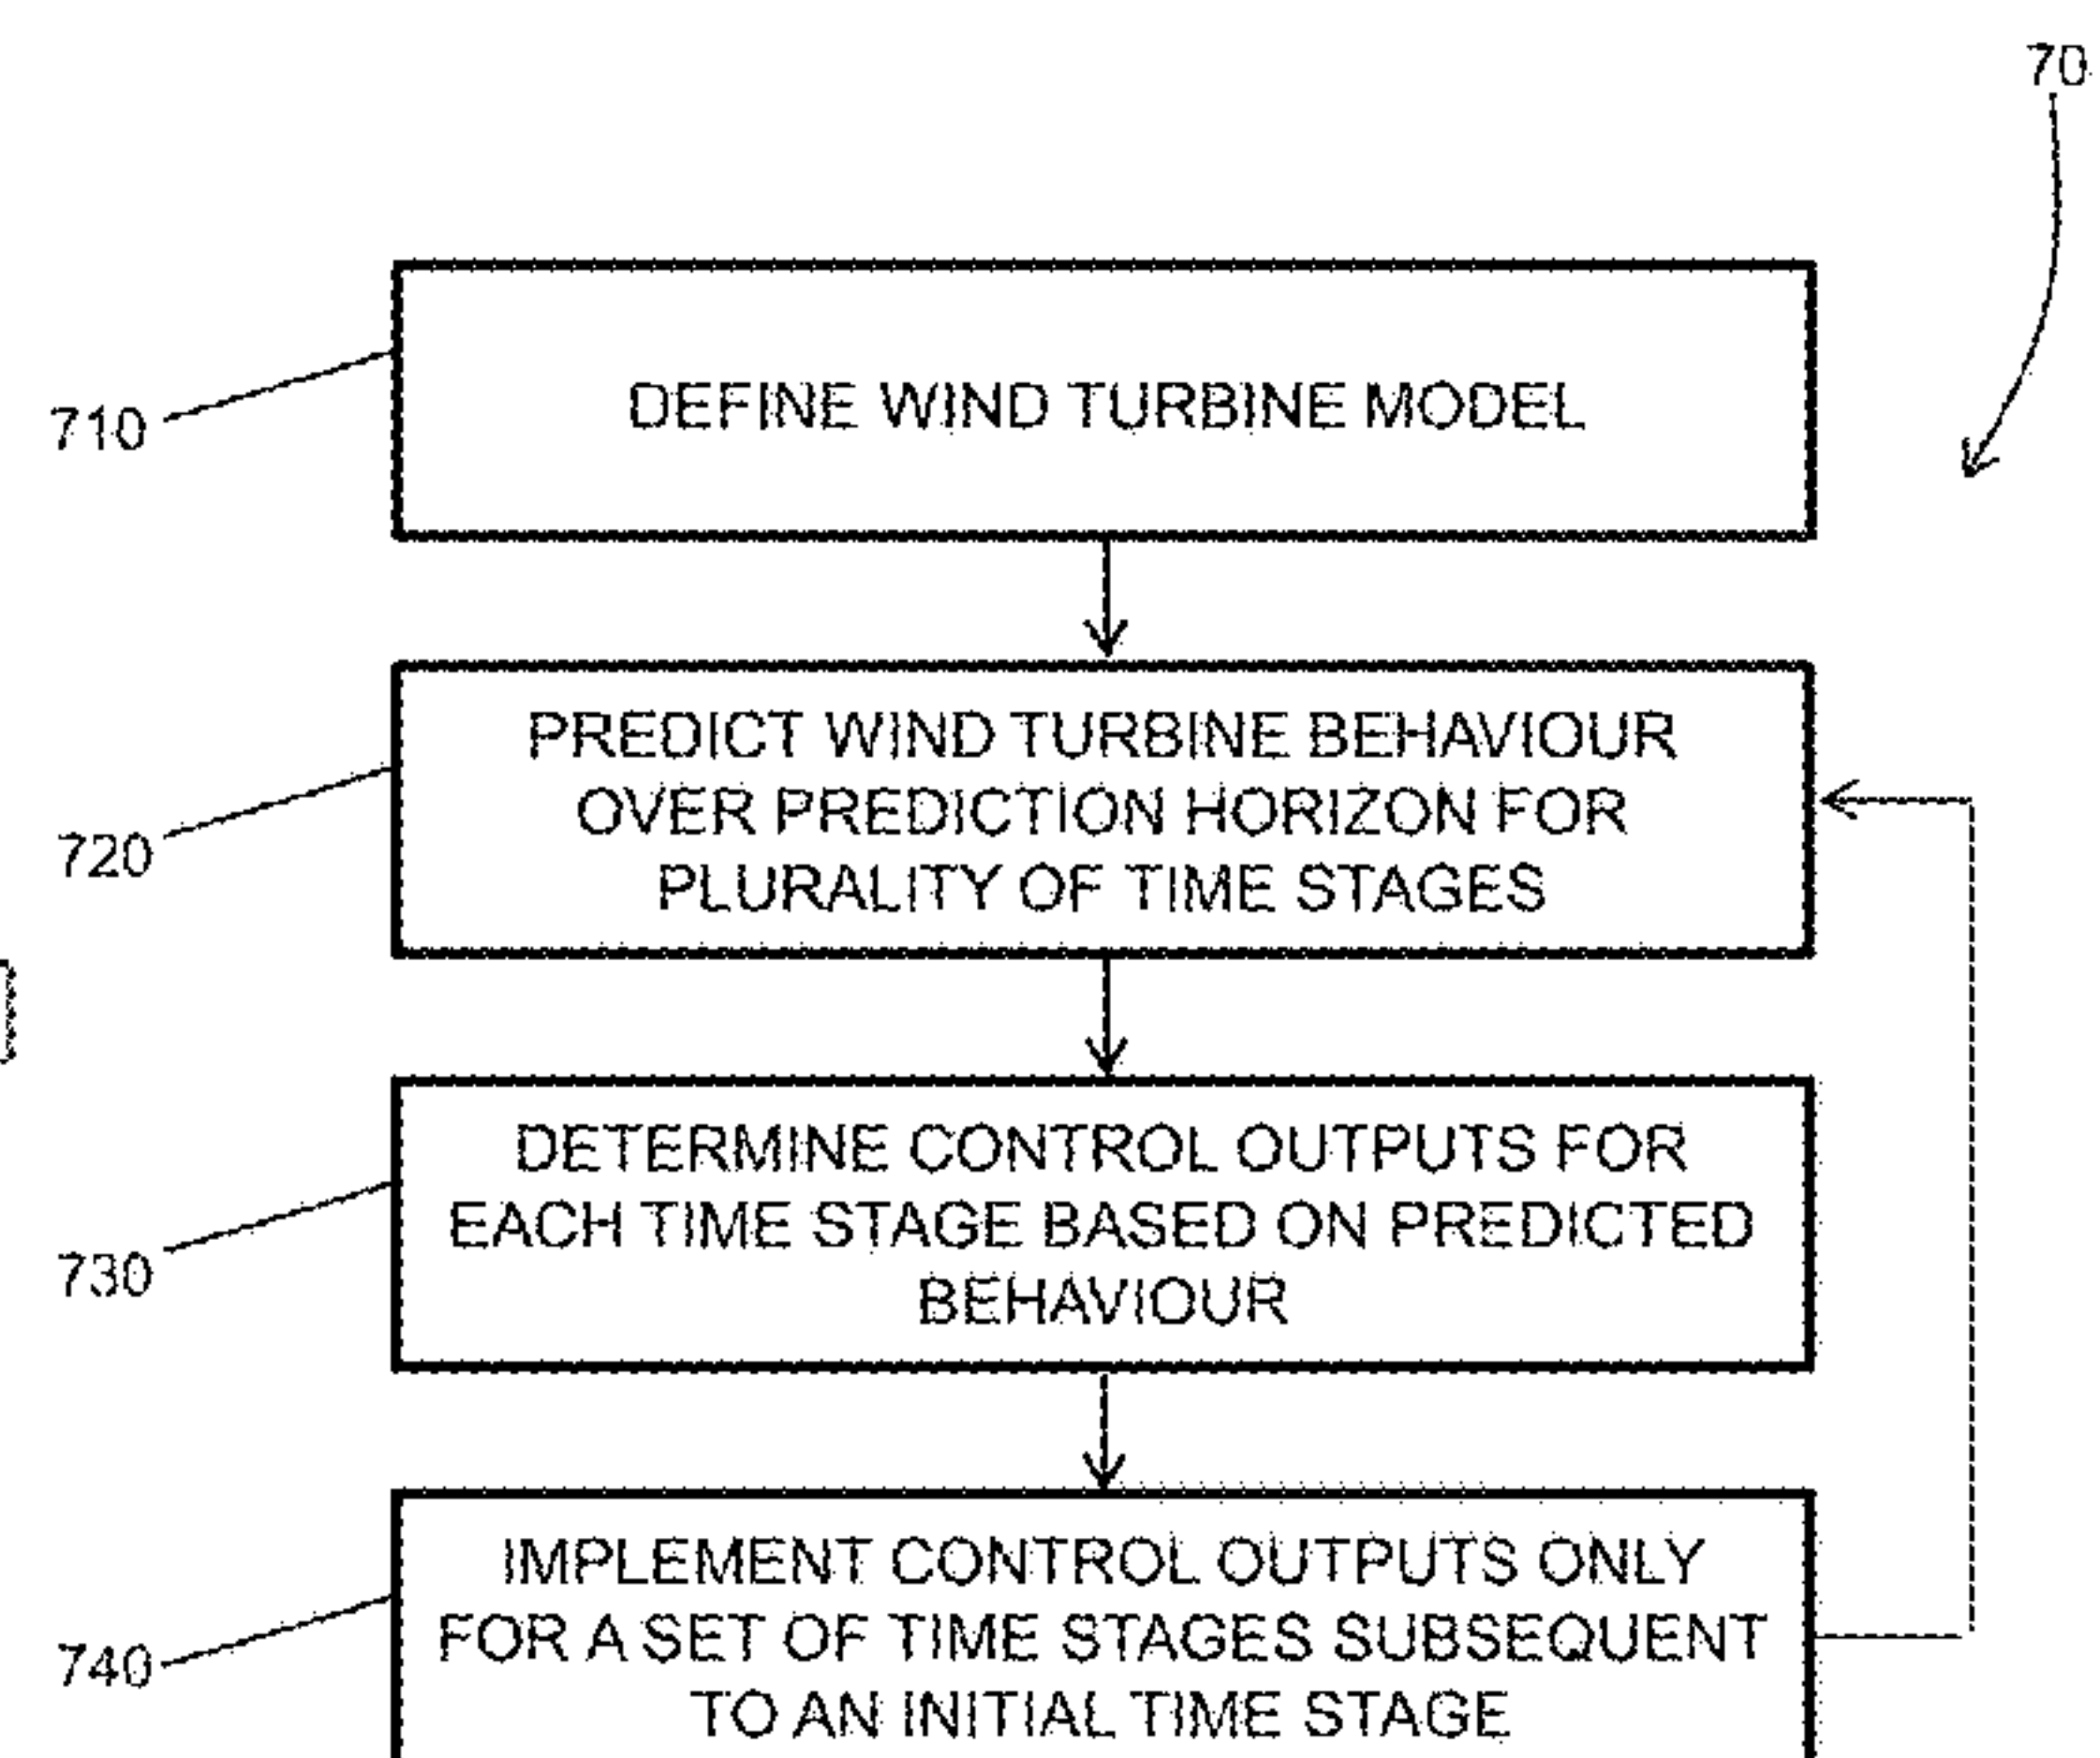 70
710
DEFINE WIND TURBINE MODEL
720
PREDICT WIND TURBINE BEHAVIOUR
OVER PREDICTION HORIZON FOR
PLURALITY OF TIME STAGES
730
DETERMINE CONTROL OUTPUTS FOR
EACH TIME STAGE BASED ON PREDICTED
BEHAVIOUR
740
IMPLEMENT CONTROL OUTPUTS ONLY
FOR A SET OF TIME STAGES SUBSEQUENT
TO AN INITIAL TIME STAGE